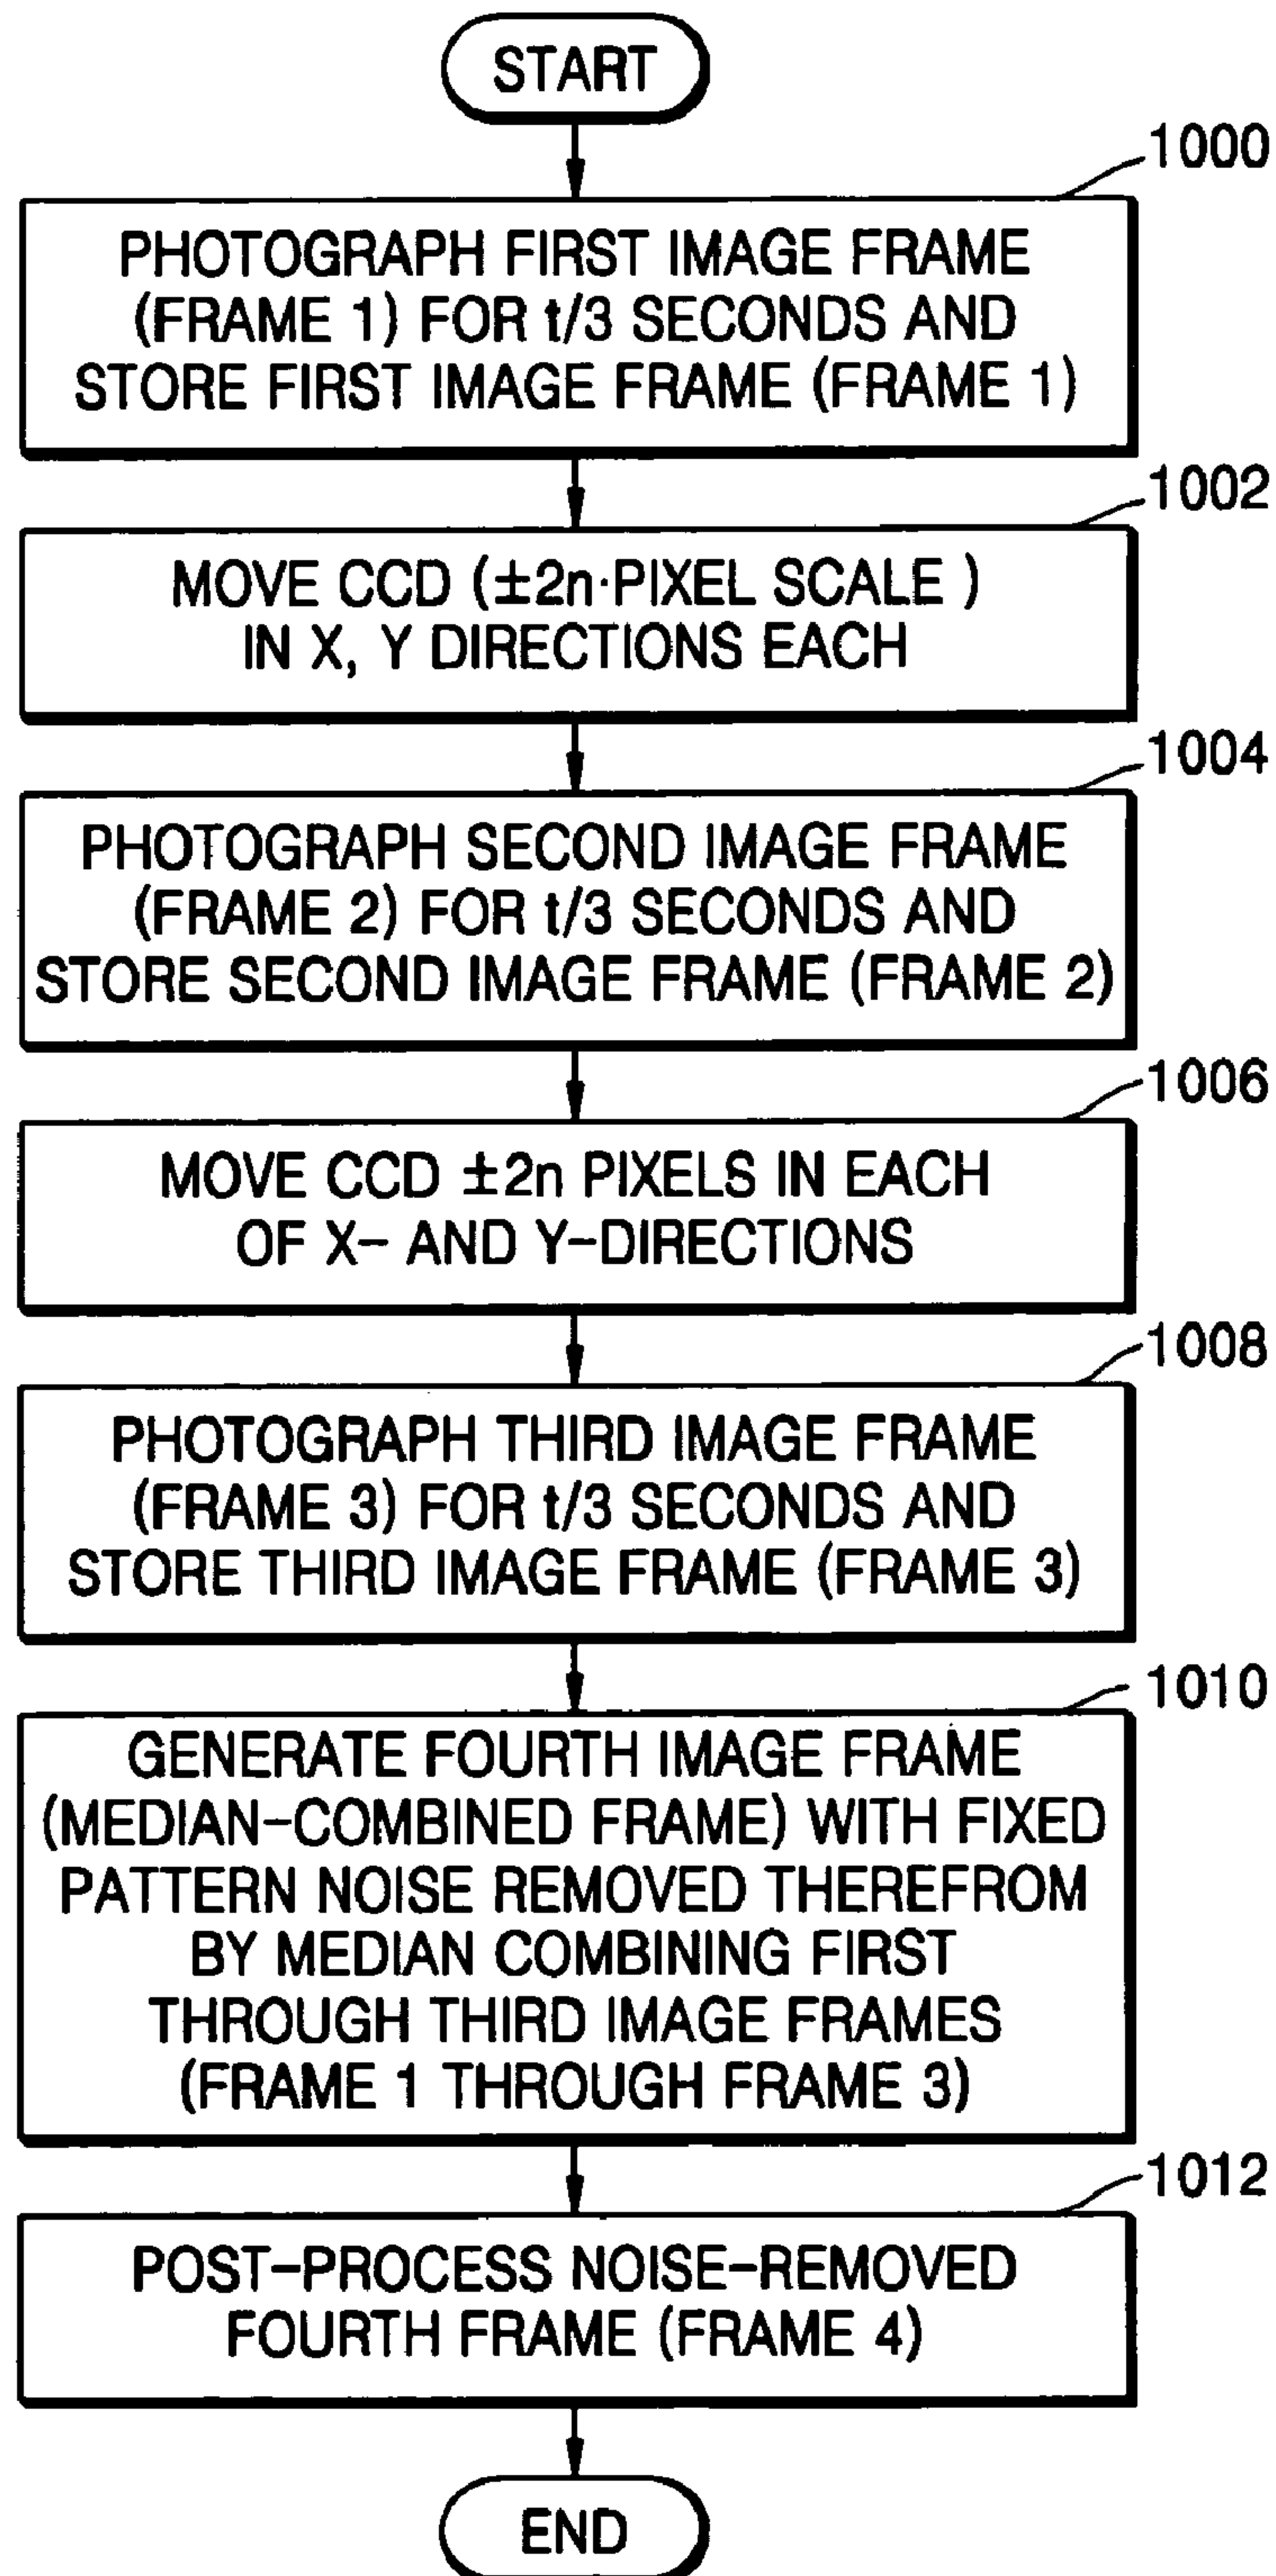 START
1000
PHOTOGRAPH FIRST IMAGE FRAME
(FRAME 1) FOR t/3 SECONDS AND
STORE FIRST IMAGE FRAME (FRAME 1)
1002
MOVE CCD (±2n·PIXEL SCALE )
IN X, Y DIRECTIONS EACH
1004
PHOTOGRAPH SECOND IMAGE FRAME
(FRAME 2) FOR t/3 SECONDS AND
STORE SECOND IMAGE FRAME (FRAME 2)
1006
MOVE CCD ±2n PIXELS IN EACH
OF X- AND Y-DIRECTIONS
1008
PHOTOGRAPH THIRD IMAGE FRAME
(FRAME 3) FOR t/3 SECONDS AND
STORE THIRD IMAGE FRAME (FRAME 3)
1010
GENERATE FOURTH IMAGE FRAME
(MEDIAN-COMBINED FRAME) WITH FIXED
PATTERN NOISE REMOVED THEREFROM
BY MEDIAN COMBINING FIRST
THROUGH THIRD IMAGE FRAMES
(FRAME 1 THROUGH FRAME 3)
1012
POST-PROCESS NOISE-REMOVED
FOURTH FRAME (FRAME 4)
END